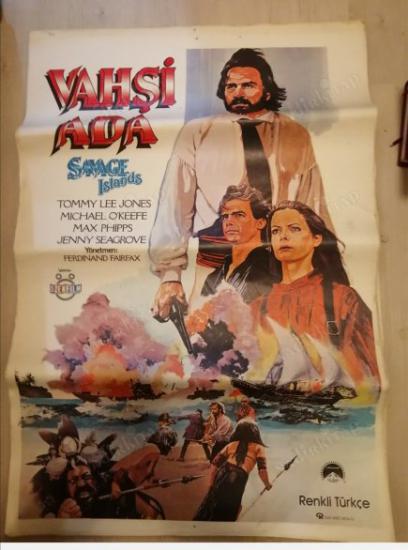 VAHŞİ
ADA
SAVAGE
Islands
TOMMY LEE JONES
MICHAEL O'KEEFE
MAX PHIPPS
JENNY SEAGROVE
Yönetmen:
FERDINAND FAIRFAX
Renkli Türkçe